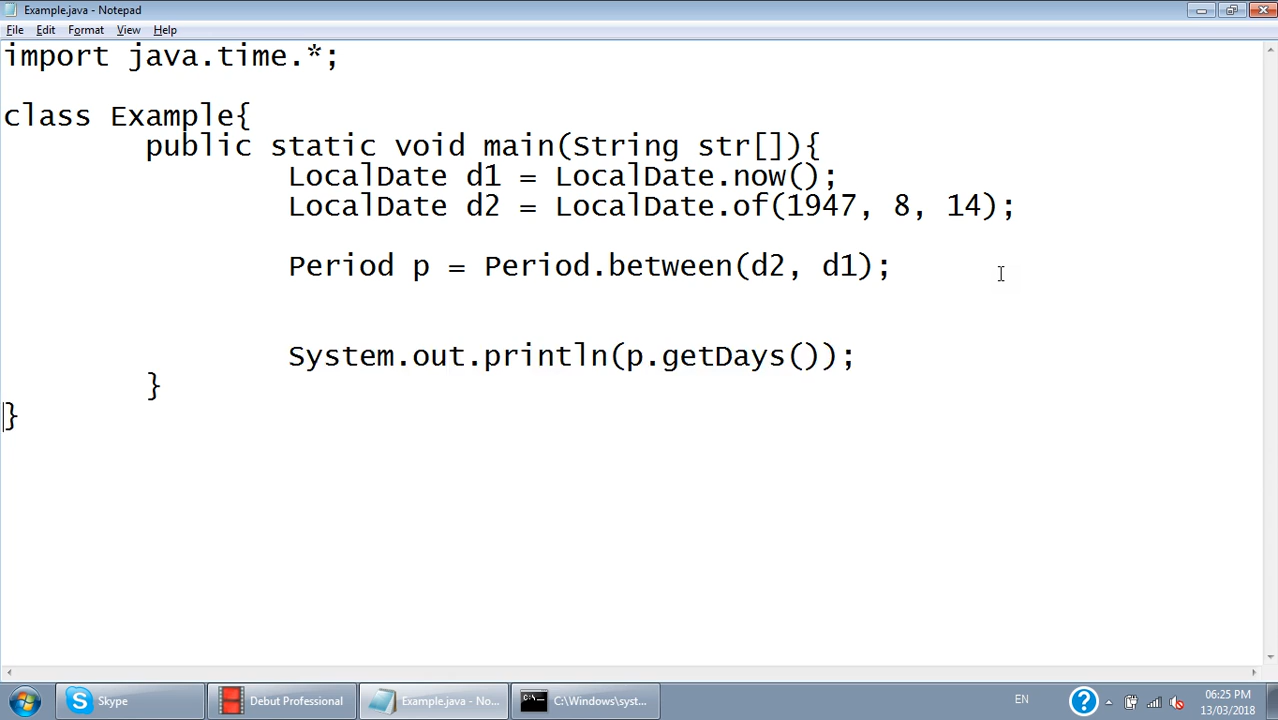 Example.java - Notepad
File Edit Format View Help
import java.time.*;
class Example{
public static void main(String str[]){
LocalDate d1 = LocalDate.now();
LocalDate d2 = LocalDate.of(1947, 8, 14);
Period p = Period.between(d2, d1);
System.out.println(p.getDays());
}
}
Skype
Debut Professional
Example.java - No...
C:\Windows\syst...
EN
06:25 PM
13/03/2018